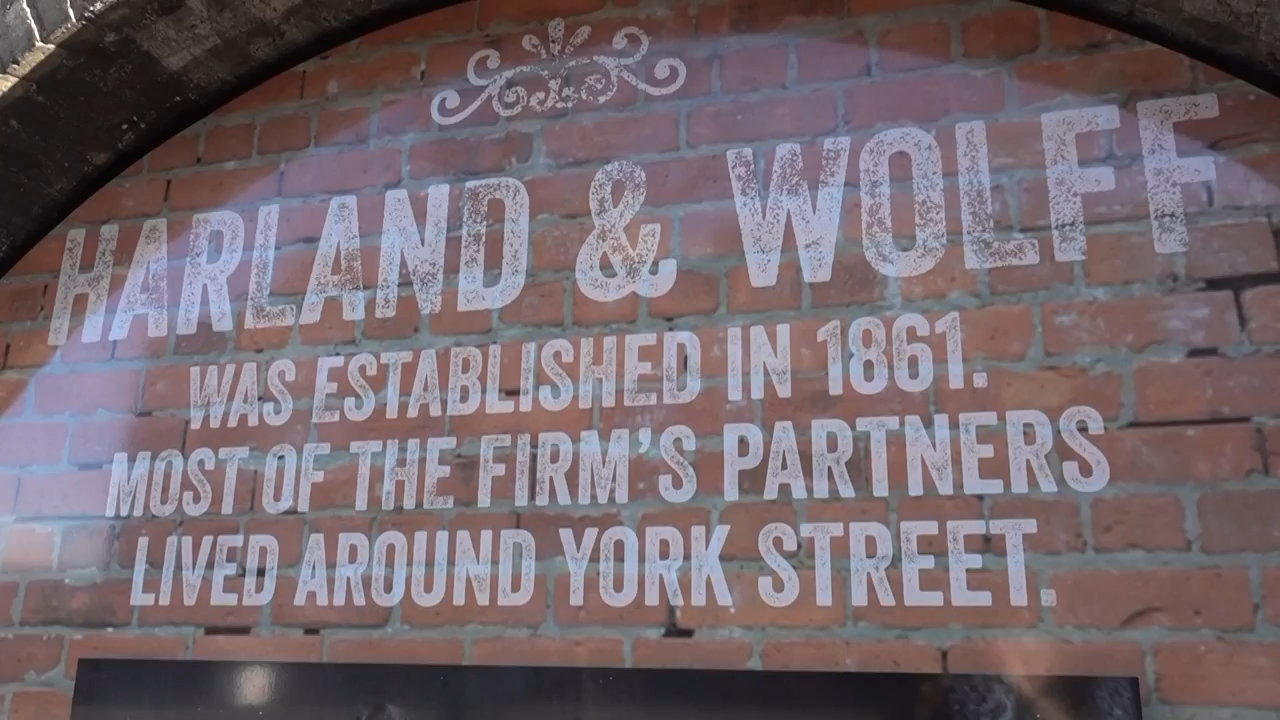 HARLAND & WOLFF
WAS ESTABLISHED IN 1861.
MOST OF THE FIRM'S PARTNERS
LIVED AROUND YORK STREET.